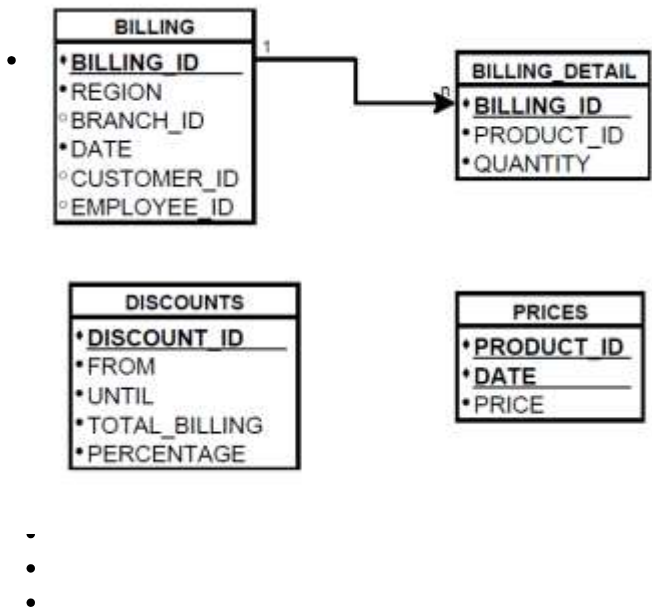 BILLING
BILLING_ID
REGION
BRANCH_ID
DATE
CUSTOMER_ID
EMPLOYEE_ID
1
n
BILLING_DETAIL
BILLING_ID
PRODUCT_ID
QUANTITY
DISCOUNTS
DISCOUNT_ID
FROM
UNTIL
TOTAL_BILLING
PERCENTAGE
PRICES
PRODUCT_ID
DATE
PRICE